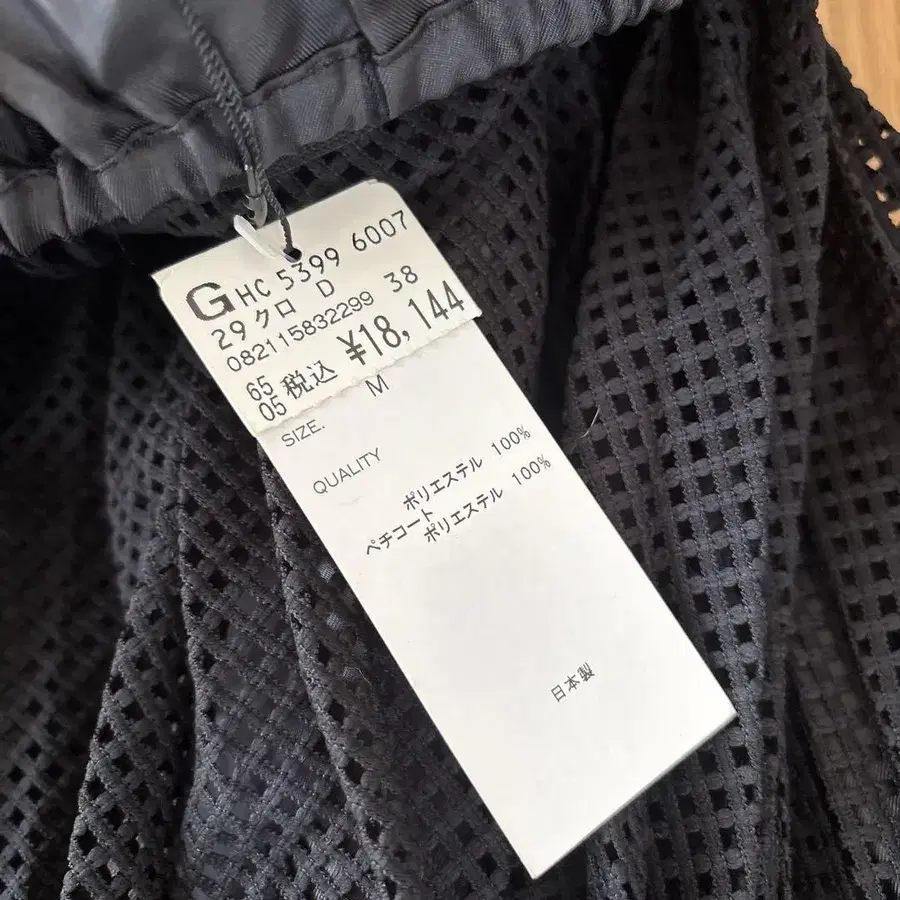 GHC 5399 6007
29 クロ D 38
082115832299
65 税込 ¥18,144
05
SIZE. M
QUALITY
ポリエステル 100%
ペチコート
ポリエステル 100%
日本製